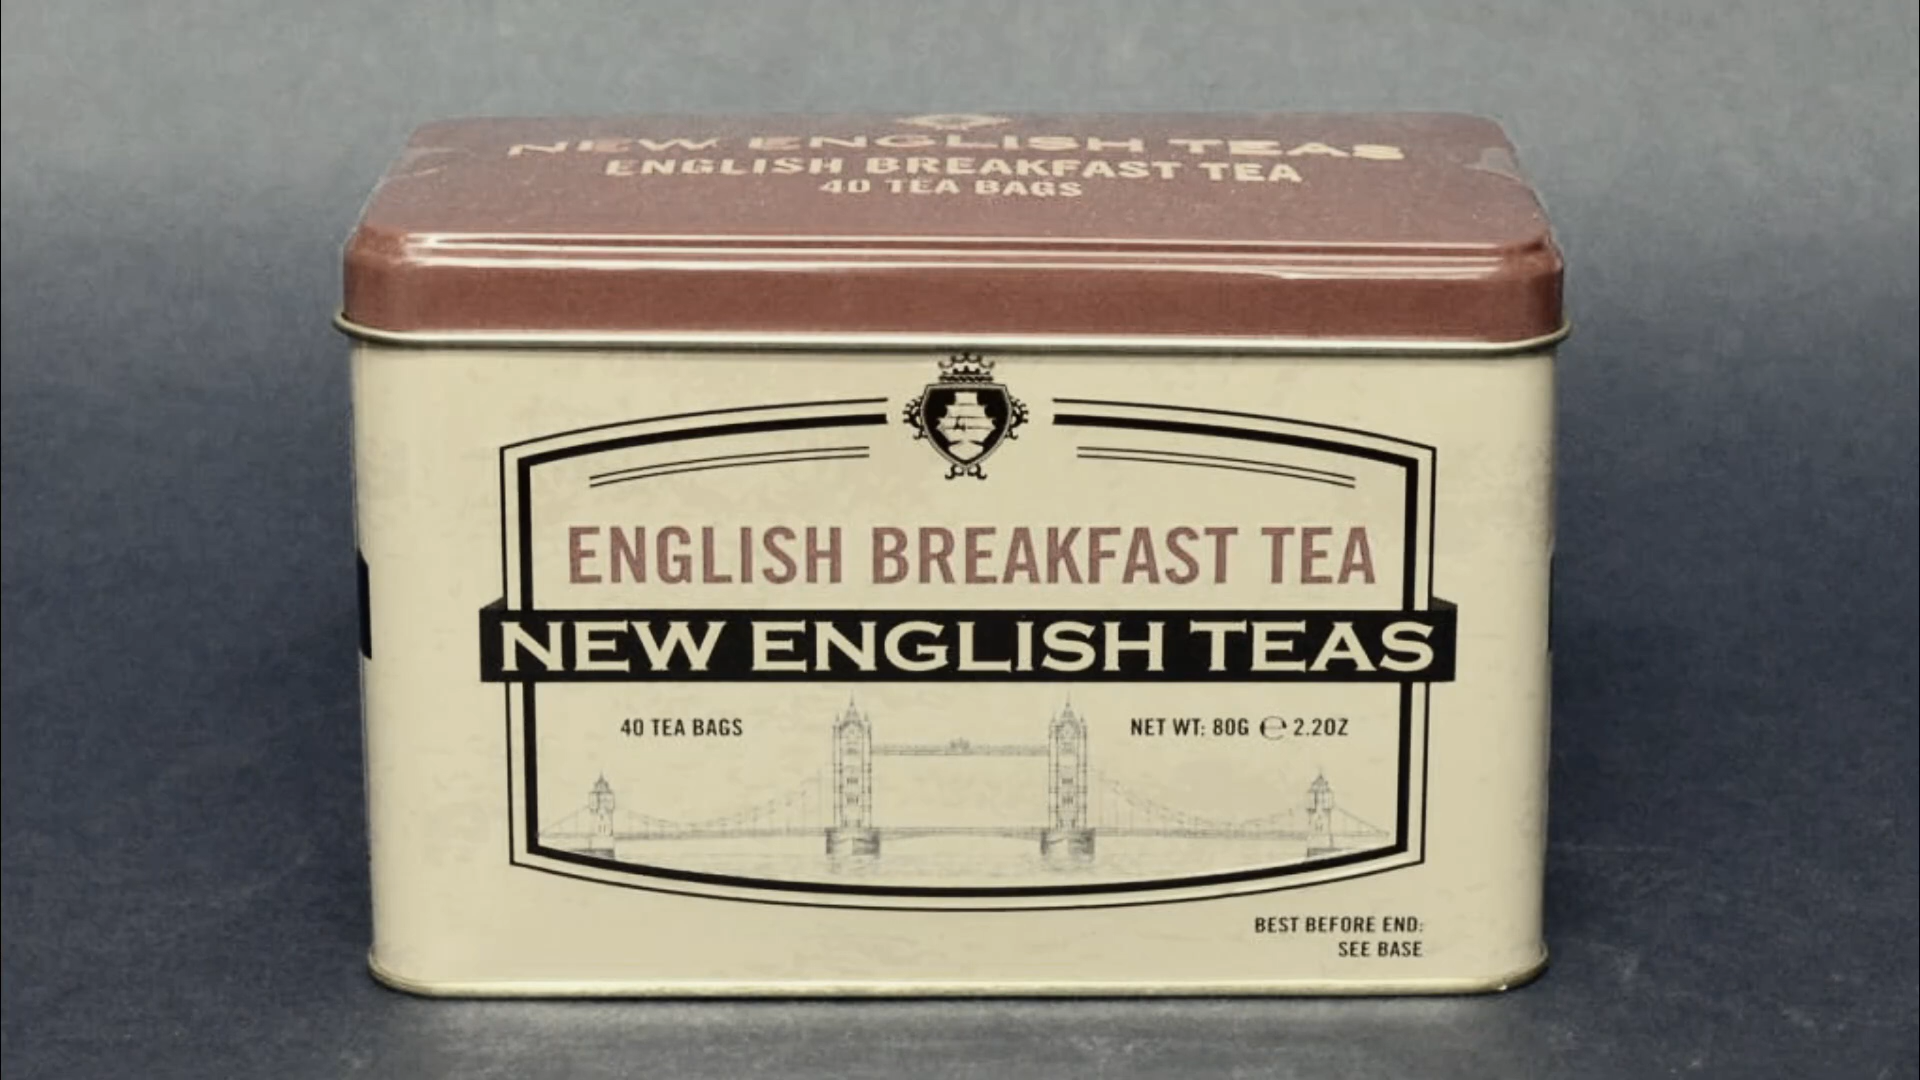 NEW ENGLISH TEAS
ENGLISH BREAKFAST TEA
40 TEA BAGS
ENGLISH BREAKFAST TEA
NEW ENGLISH TEAS
40 TEA BAGS
NET WT: 80G ℮ 2.2OZ
BEST BEFORE END:
SEE BASE